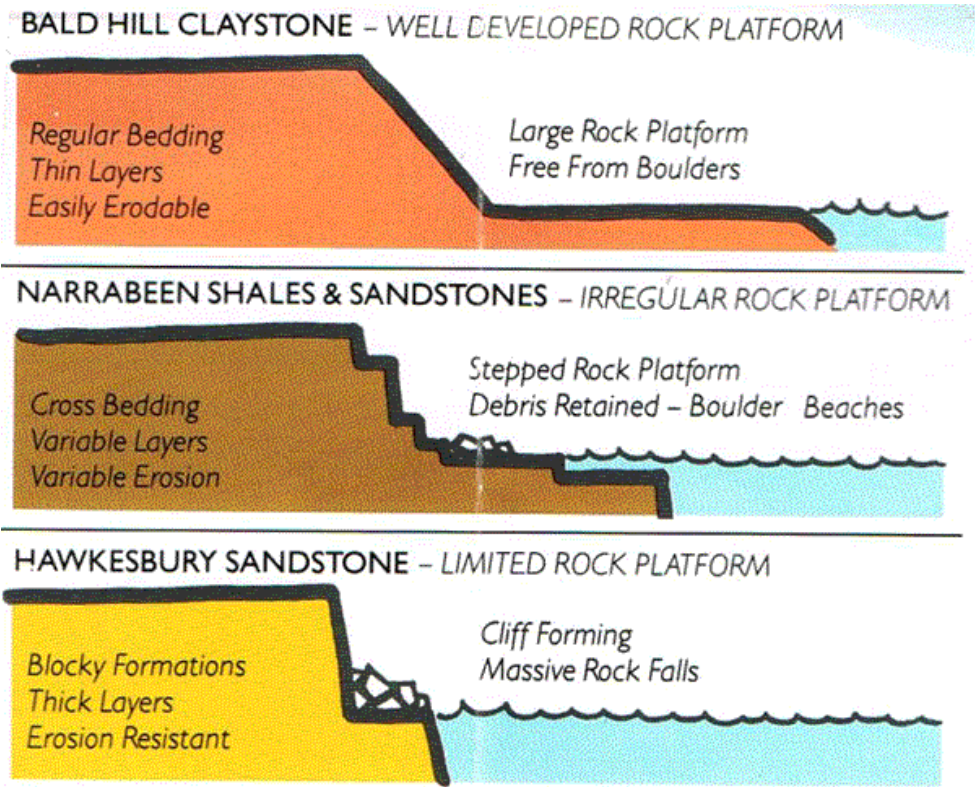 BALD HILL CLAYSTONE – WELL DEVELOPED ROCK PLATFORM
Regular Bedding
Thin Layers
Easily Erodable
Large Rock Platform
Free From Boulders
NARRABEEN SHALES & SANDSTONES – IRREGULAR ROCK PLATFORM
Cross Bedding
Variable Layers
Variable Erosion
Stepped Rock Platform
Debris Retained – Boulder Beaches
HAWKESBURY SANDSTONE – LIMITED ROCK PLATFORM
Blocky Formations
Thick Layers
Erosion Resistant
Cliff Forming
Massive Rock Falls